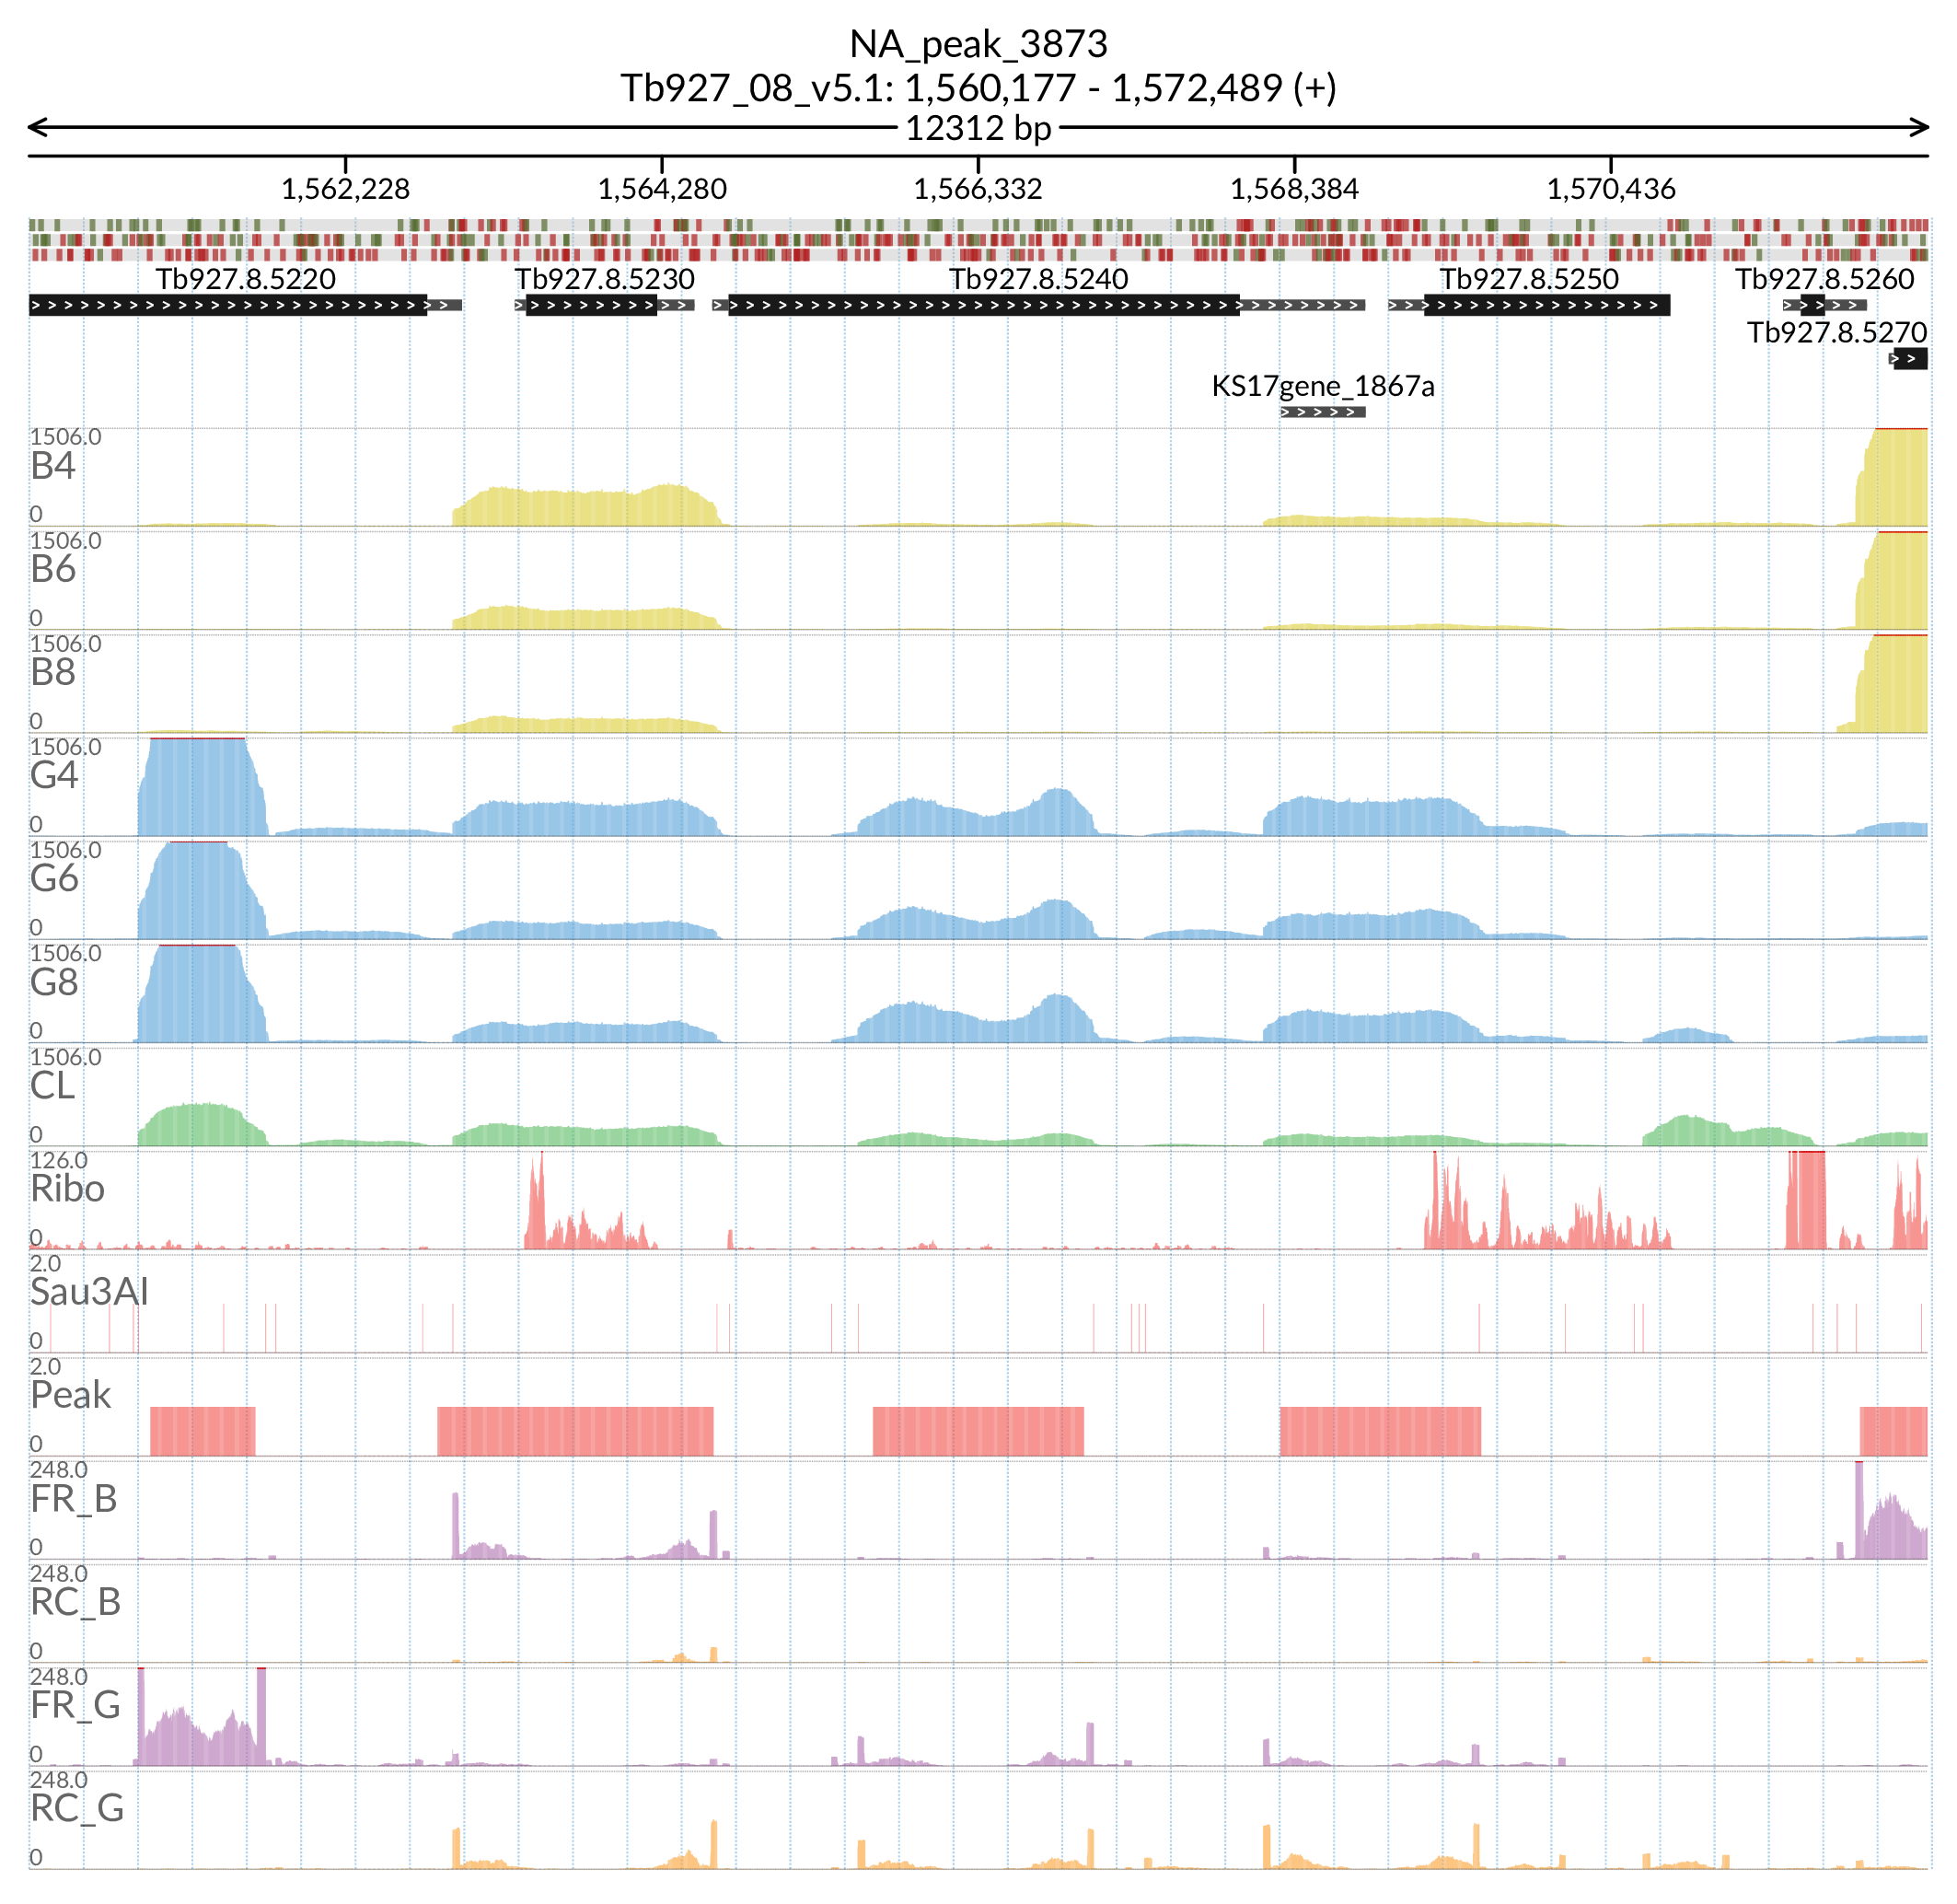 NA_peak_3873
Tb927_08_v5.1: 1,560,177 - 1,572,489 (+)
12312 bp
1,562,228 1,564,280 1,566,332 1,568,384 1,570,436
Tb927.8.5220 Tb927.8.5230 Tb927.8.5240 Tb927.8.5250 Tb927.8.5260
Tb927.8.5270
KS17gene_1867a
1506.0
B4
0
1506.0
B6
0
1506.0
B8
0
1506.0
G4
0
1506.0
G6
0
1506.0
G8
0
1506.0
CL
0
126.0
Ribo
0
2.0
Sau3AI
0
2.0
Peak
0
248.0
FR_B
0
248.0
RC_B
0
248.0
FR_G
0
248.0
RC_G
0